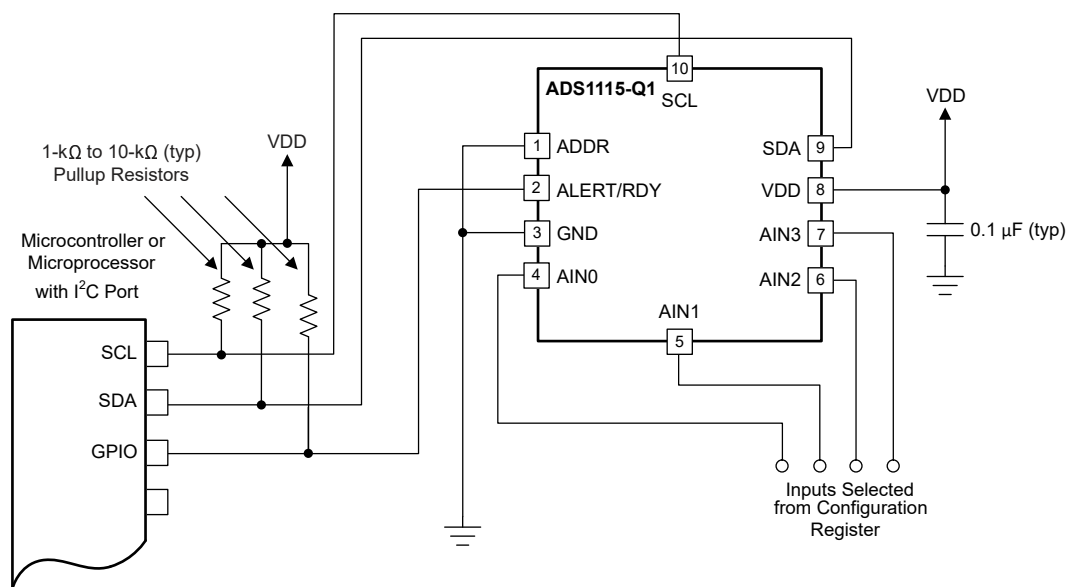 ADS1115-Q1
10
SCL
VDD
1-kΩ to 10-kΩ (typ)
Pullup Resistors
VDD
1 ADDR
SDA 9
2 ALERT/RDY
VDD 8
3 GND
AIN3 7
0.1 μF (typ)
4 AIN0
AIN2 6
AIN1
5
Microcontroller or
Microprocessor
with I²C Port
SCL
SDA
GPIO
Inputs Selected
from Configuration
Register